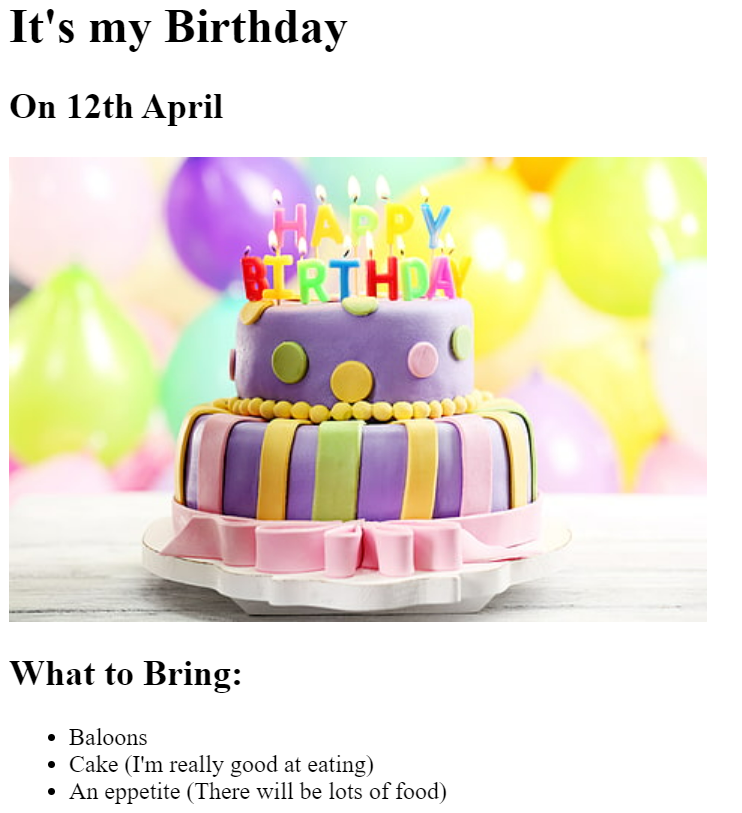 It's my Birthday
On 12th April
HAPPY
BIRTHDAY
What to Bring:
Baloons
Cake (I'm really good at eating)
An eppetite (There will be lots of food)